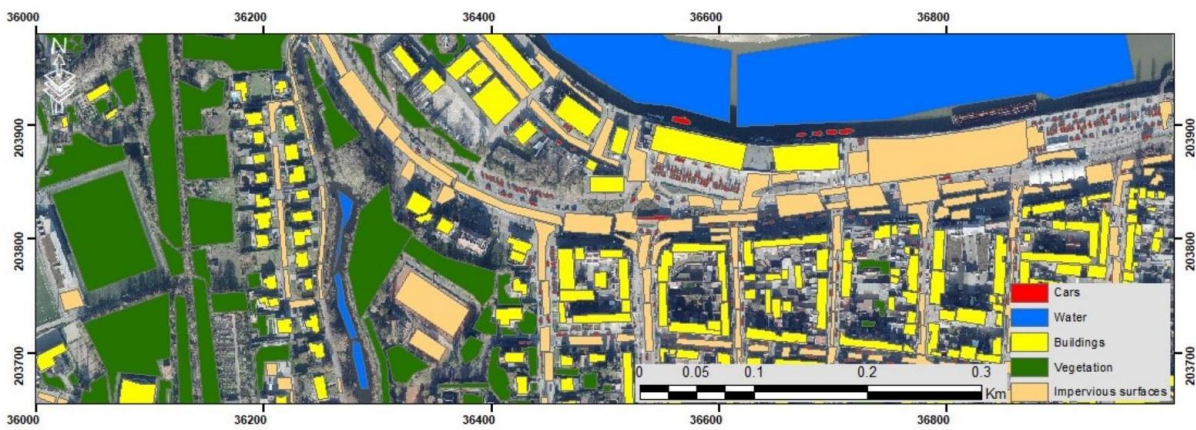 36000 36200 36400 36600 36800
N
203900 203900
203800 203800
203700 203700
Cars
Water
Buildings
Vegetation
Impervious surfaces
0 0.05 0.1 0.2 0.3
Km
36000 36200 36400 36600 36800